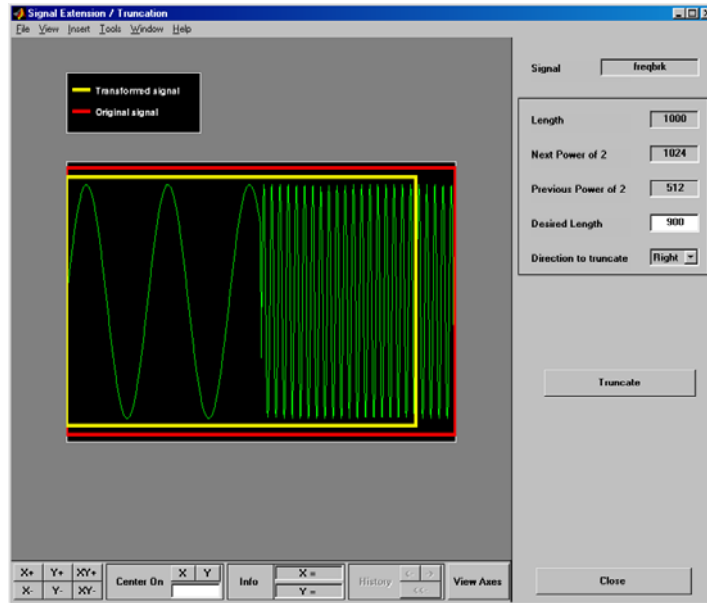 Signal Extension / Truncation
File View Insert Tools Window Help
Transformed signal
Original signal
Signal freqbrk
Length 1000
Next Power of 2 1024
Previous Power of 2 512
Desired Length 900
Direction to truncate Right
Truncate
X+ Y+ XY+
X- Y- XY-
Center On X Y
Info X =
Y =
History <- ->
<<-
View Axes
Close